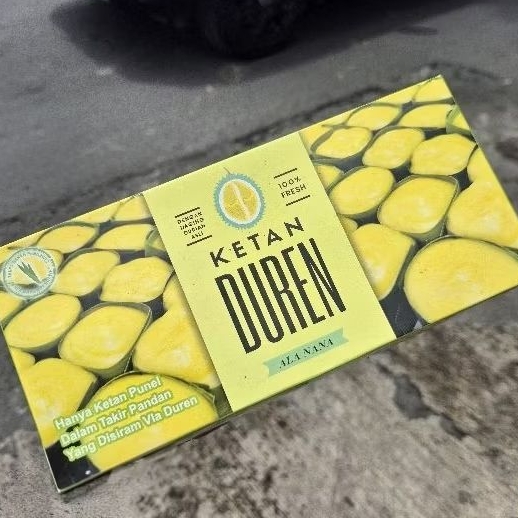 DENGAN
DAGING
DURIAN
ASLI
100%
FRESH
KETAN
DUREN
ALA NANA
Hanya Ketan Punel
Dalam Takir Pandan
Yang Disiram Vla Duren